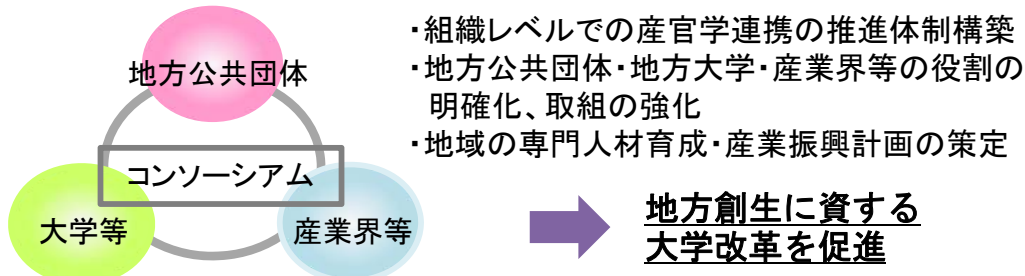 地方公共団体
コンソーシアム
大学等
産業界等
・組織レベルでの産官学連携の推進体制構築
・地方公共団体・地方大学・産業界等の役割の
明確化、取組の強化
・地域の専門人材育成・産業振興計画の策定
地方創生に資する
大学改革を促進